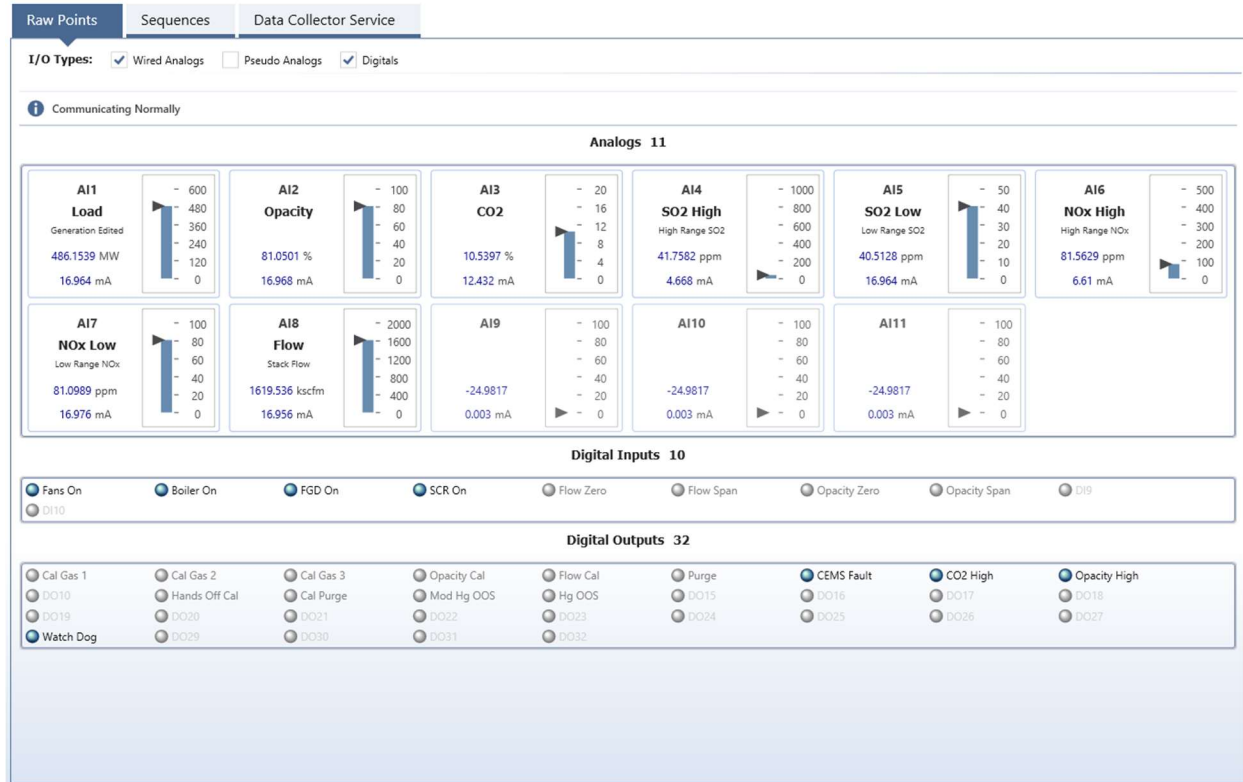 Raw Points Sequences Data Collector Service
I/O Types: Wired Analogs Pseudo Analogs Digitals
Communicating Normally
Analogs 11
AI1
Load
Generation Edited
486.1539 MW
16.964 mA
600
480
360
240
120
0
AI2
Opacity
81.0501 %
16.968 mA
100
80
60
40
20
0
AI3
CO2
10.5397 %
12.432 mA
20
16
12
8
4
0
AI4
SO2 High
High Range SO2
41.7582 ppm
4.668 mA
1000
800
600
400
200
0
AI5
SO2 Low
Low Range SO2
40.5128 ppm
16.964 mA
50
40
30
20
10
0
AI6
NOx High
High Range NOx
81.5629 ppm
6.61 mA
500
400
300
200
100
0
AI7
NOx Low
Low Range NOx
81.0989 ppm
16.976 mA
100
80
60
40
20
0
AI8
Flow
Stack Flow
1619.536 kscfm
16.956 mA
2000
1600
1200
800
400
0
AI9
-24.9817
0.003 mA
100
80
60
40
20
0
AI10
-24.9817
0.003 mA
100
80
60
40
20
0
AI11
-24.9817
0.003 mA
100
80
60
40
20
0
Digital Inputs 10
Fans On Boiler On FGD On SCR On Flow Zero Flow Span Opacity Zero Opacity Span DI9
DI10
Digital Outputs 32
Cal Gas 1 Cal Gas 2 Cal Gas 3 Opacity Cal Flow Cal Purge CEMS Fault CO2 High Opacity High
DO10 Hands Off Cal Cal Purge Mod Hg OOS Hg OOS DO15 DO16 DO17 DO18
DO19 DO20 DO21 DO22 DO23 DO24 DO25 DO26 DO27
Watch Dog DO29 DO30 DO31 DO32